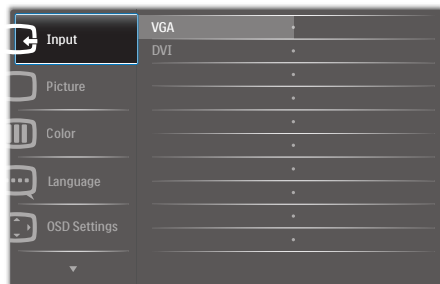 Input
VGA
DVI
Picture
Color
Language
OSD Settings